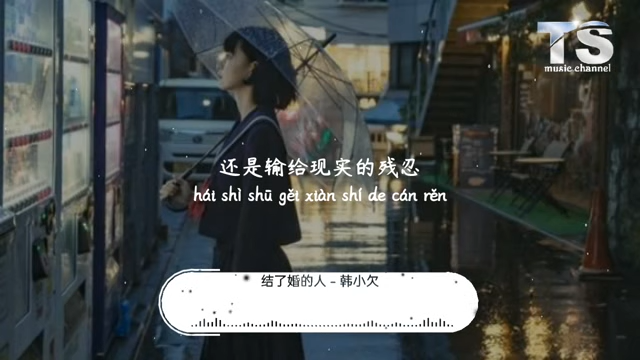 TS
music channel
还是输给现实的残忍
hái shì shū gěi xiàn shí de cán rěn
结了婚的人 - 韩小欠